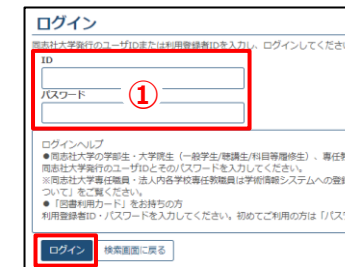 ログイン
同志社大学発行のユーザIDまたは利用登録者IDを入力し、ログインしてくださ
ID
パスワード
①
ログインヘルプ
●同志社大学の学部生・大学院生（一般学生/聴講生/科目等履修生）、専任教
同志社大学発行のユーザIDとそのパスワードを入力してください。
※同志社大学専任職員・法人内各学校専任教職員は学術情報システムへの登録
ついて」をご覧ください。
●「図書利用カード」をお持ちの方
利用登録者ID・パスワードを入力してください。初めてご利用の方は「パス
ログイン
検索画面に戻る